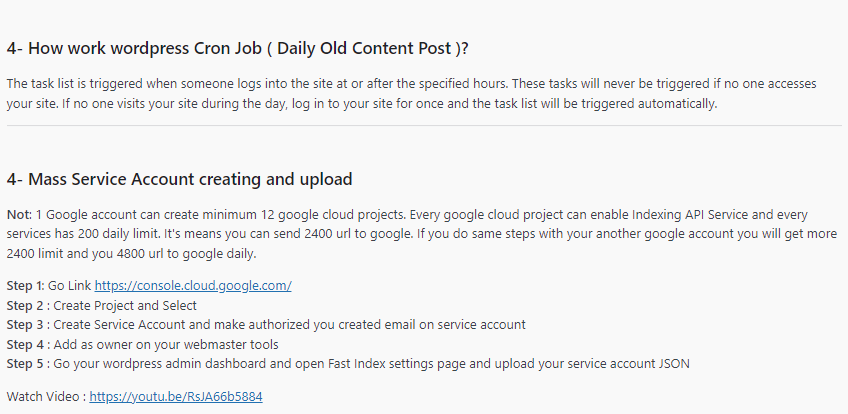 4- How work wordpress Cron Job ( Daily Old Content Post )?
The task list is triggered when someone logs into the site at or after the specified hours. These tasks will never be triggered if no one accesses
your site. If no one visits your site during the day, log in to your site for once and the task list will be triggered automatically.
4- Mass Service Account creating and upload
Not: 1 Google account can create minimum 12 google cloud projects. Every google cloud project can enable Indexing API Service and every
services has 200 daily limit. It's means you can send 2400 url to google. If you do same steps with your another google account you will get more
2400 limit and you 4800 url to google daily.
Step 1: Go Link https://console.cloud.google.com/
Step 2 : Create Project and Select
Step 3 : Create Service Account and make authorized you created email on service account
Step 4 : Add as owner on your webmaster tools
Step 5 : Go your wordpress admin dashboard and open Fast Index settings page and upload your service account JSON
Watch Video : https://youtu.be/RsJA66b5884